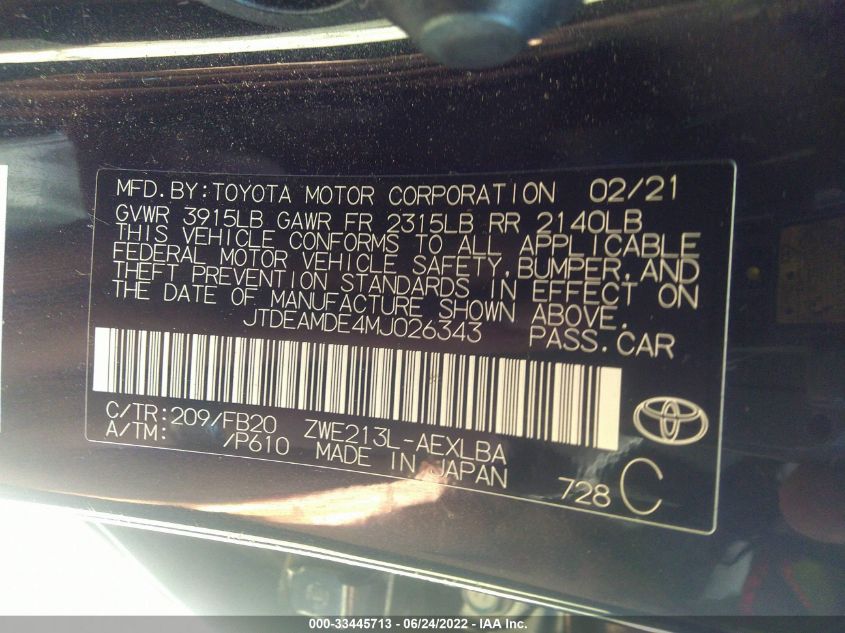 MFD.BY:TOYOTA MOTOR CORPORATION 02/21
GVWR 3915LB GAWR FR 2315LB RR 2140LB
THIS VEHICLE CONFORMS TO ALL APPLICABLE
FEDERAL MOTOR VEHICLE SAFETY,BUMPER,AND
THEFT PREVENTION STANDARDS IN EFFECT ON
THE DATE OF MANUFACTURE SHOWN ABOVE.
JTDEAMDE4MJ026343 PASS.CAR
C/TR:209/FB20 ZWE213L-AEXLBA
A/TM: /P610 MADE IN JAPAN
728 C
000-33445713 - 06/24/2022 - IAA Inc.